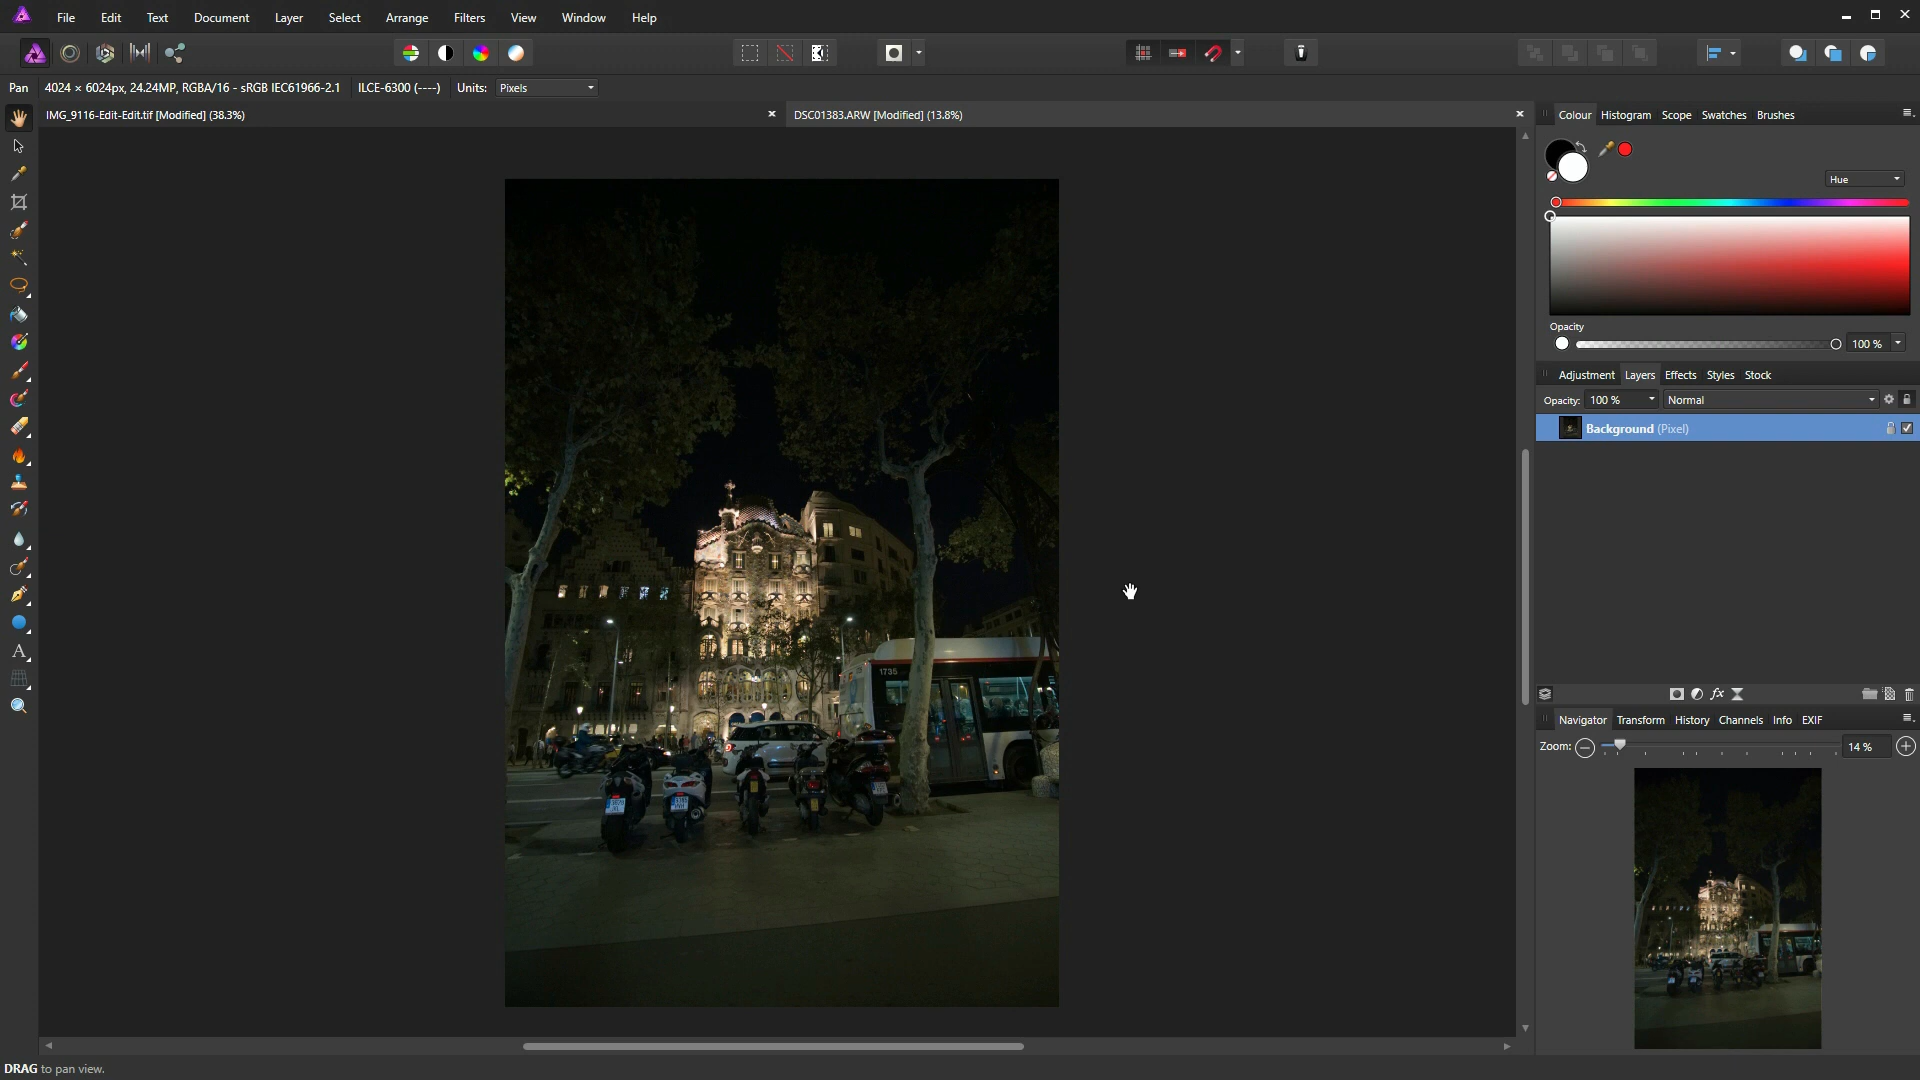 File Edit Text Document Layer Select Arrange Filters View Window Help
Pan 4024 × 6024px, 24.24MP, RGBA/16 - sRGB IEC61966-2.1 ILCE-6300 (----) Units: Pixels
IMG_9116-Edit-Edit.tif [Modified] (38.3%) DSC01383.ARW [Modified] (13.8%)
Colour Histogram Scope Swatches Brushes
Hue
Opacity
100 %
Adjustment Layers Effects Styles Stock
Opacity: 100 % Normal
Background (Pixel)
1735
Navigator Transform History Channels Info EXIF
Zoom: 14 %
DRAG to pan view.